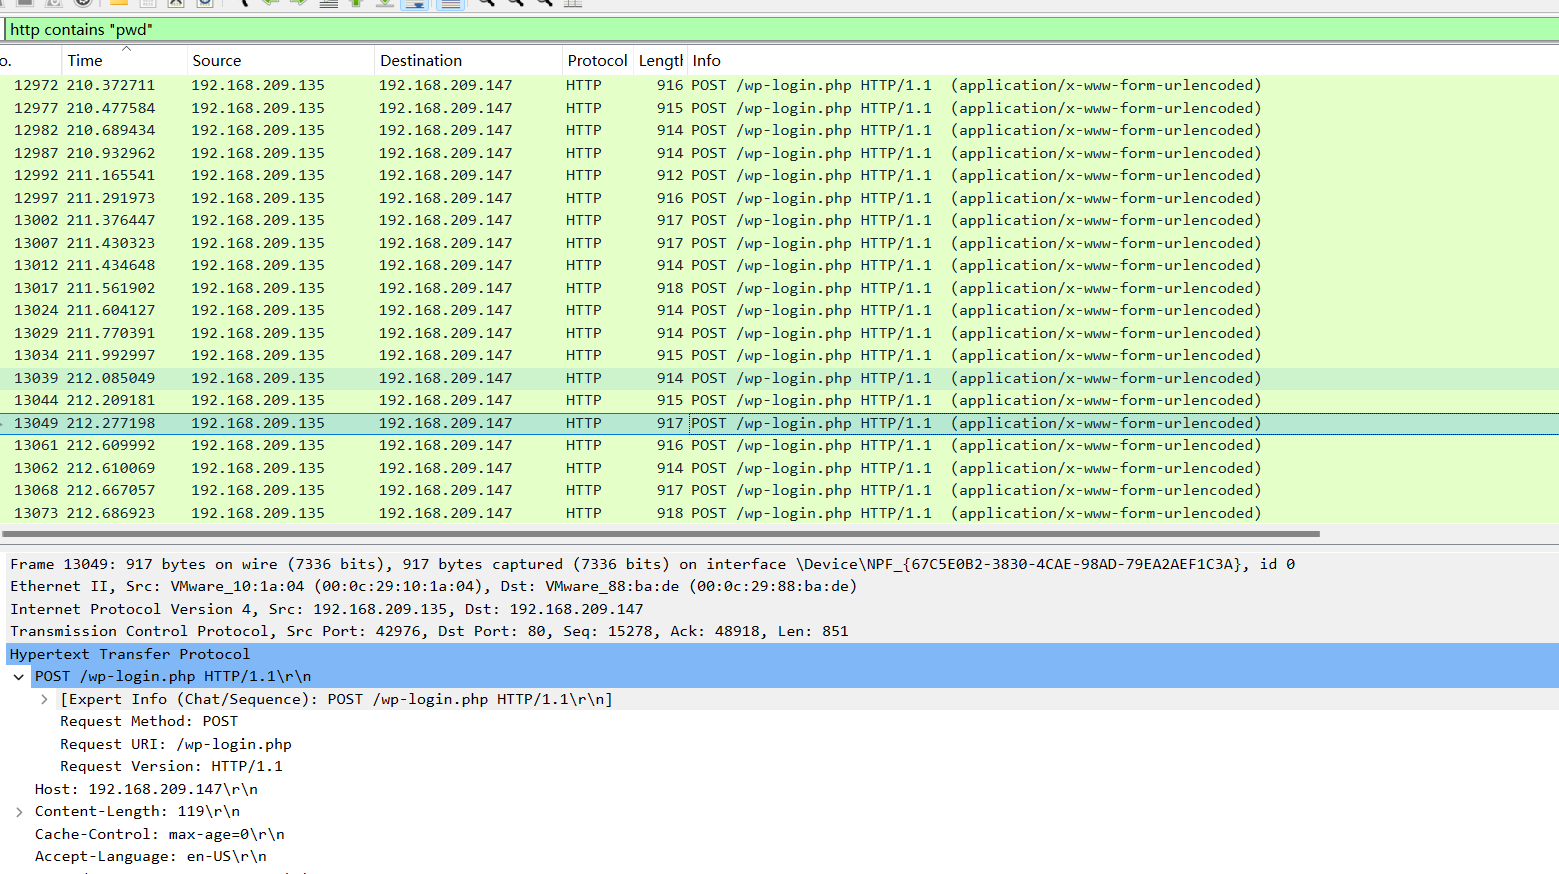 http contains "pwd"
o. Time Source Destination Protocol Lengtl Info
12972 210.372711 192.168.209.135 192.168.209.147 HTTP 916 POST /wp-login.php HTTP/1.1 (application/x-www-form-urlencoded)
12977 210.477584 192.168.209.135 192.168.209.147 HTTP 915 POST /wp-login.php HTTP/1.1 (application/x-www-form-urlencoded)
12982 210.689434 192.168.209.135 192.168.209.147 HTTP 914 POST /wp-login.php HTTP/1.1 (application/x-www-form-urlencoded)
12987 210.932962 192.168.209.135 192.168.209.147 HTTP 914 POST /wp-login.php HTTP/1.1 (application/x-www-form-urlencoded)
12992 211.165541 192.168.209.135 192.168.209.147 HTTP 912 POST /wp-login.php HTTP/1.1 (application/x-www-form-urlencoded)
12997 211.291973 192.168.209.135 192.168.209.147 HTTP 916 POST /wp-login.php HTTP/1.1 (application/x-www-form-urlencoded)
13002 211.376447 192.168.209.135 192.168.209.147 HTTP 917 POST /wp-login.php HTTP/1.1 (application/x-www-form-urlencoded)
13007 211.430323 192.168.209.135 192.168.209.147 HTTP 917 POST /wp-login.php HTTP/1.1 (application/x-www-form-urlencoded)
13012 211.434648 192.168.209.135 192.168.209.147 HTTP 914 POST /wp-login.php HTTP/1.1 (application/x-www-form-urlencoded)
13017 211.561902 192.168.209.135 192.168.209.147 HTTP 918 POST /wp-login.php HTTP/1.1 (application/x-www-form-urlencoded)
13024 211.604127 192.168.209.135 192.168.209.147 HTTP 914 POST /wp-login.php HTTP/1.1 (application/x-www-form-urlencoded)
13029 211.770391 192.168.209.135 192.168.209.147 HTTP 914 POST /wp-login.php HTTP/1.1 (application/x-www-form-urlencoded)
13034 211.992997 192.168.209.135 192.168.209.147 HTTP 915 POST /wp-login.php HTTP/1.1 (application/x-www-form-urlencoded)
13039 212.085049 192.168.209.135 192.168.209.147 HTTP 914 POST /wp-login.php HTTP/1.1 (application/x-www-form-urlencoded)
13044 212.209181 192.168.209.135 192.168.209.147 HTTP 915 POST /wp-login.php HTTP/1.1 (application/x-www-form-urlencoded)
13049 212.277198 192.168.209.135 192.168.209.147 HTTP 917 POST /wp-login.php HTTP/1.1 (application/x-www-form-urlencoded)
13061 212.609992 192.168.209.135 192.168.209.147 HTTP 916 POST /wp-login.php HTTP/1.1 (application/x-www-form-urlencoded)
13062 212.610069 192.168.209.135 192.168.209.147 HTTP 914 POST /wp-login.php HTTP/1.1 (application/x-www-form-urlencoded)
13068 212.667057 192.168.209.135 192.168.209.147 HTTP 917 POST /wp-login.php HTTP/1.1 (application/x-www-form-urlencoded)
13073 212.686923 192.168.209.135 192.168.209.147 HTTP 918 POST /wp-login.php HTTP/1.1 (application/x-www-form-urlencoded)
Frame 13049: 917 bytes on wire (7336 bits), 917 bytes captured (7336 bits) on interface \Device\NPF_{67C5E0B2-3830-4CAE-98AD-79EA2AEF1C3A}, id 0
Ethernet II, Src: VMware_10:1a:04 (00:0c:29:10:1a:04), Dst: VMware_88:ba:de (00:0c:29:88:ba:de)
Internet Protocol Version 4, Src: 192.168.209.135, Dst: 192.168.209.147
Transmission Control Protocol, Src Port: 42976, Dst Port: 80, Seq: 15278, Ack: 48918, Len: 851
Hypertext Transfer Protocol
POST /wp-login.php HTTP/1.1\r\n
[Expert Info (Chat/Sequence): POST /wp-login.php HTTP/1.1\r\n]
Request Method: POST
Request URI: /wp-login.php
Request Version: HTTP/1.1
Host: 192.168.209.147\r\n
Content-Length: 119\r\n
Cache-Control: max-age=0\r\n
Accept-Language: en-US\r\n